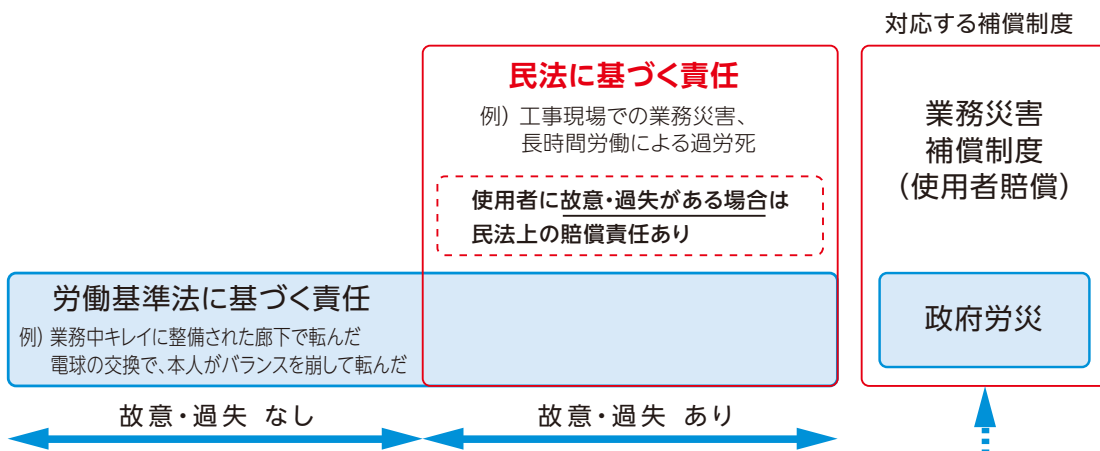 対応する補償制度
民法に基づく責任
例）工事現場での業務災害、
長時間労働による過労死
使用者に故意・過失がある場合は
民法上の賠償責任あり
業務災害
補償制度
（使用者賠償）
労働基準法に基づく責任
例）業務中キレイに整備された廊下で転んだ
電球の交換で、本人がバランスを崩して転んだ
政府労災
故意・過失 なし
故意・過失 あり